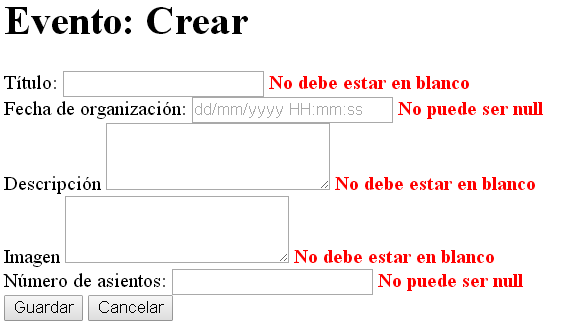 Evento: Crear
Título: No debe estar en blanco
Fecha de organización: dd/mm/yyyy HH:mm:ss No puede ser null
Descripción No debe estar en blanco
Imagen No debe estar en blanco
Número de asientos: No puede ser null
Guardar Cancelar